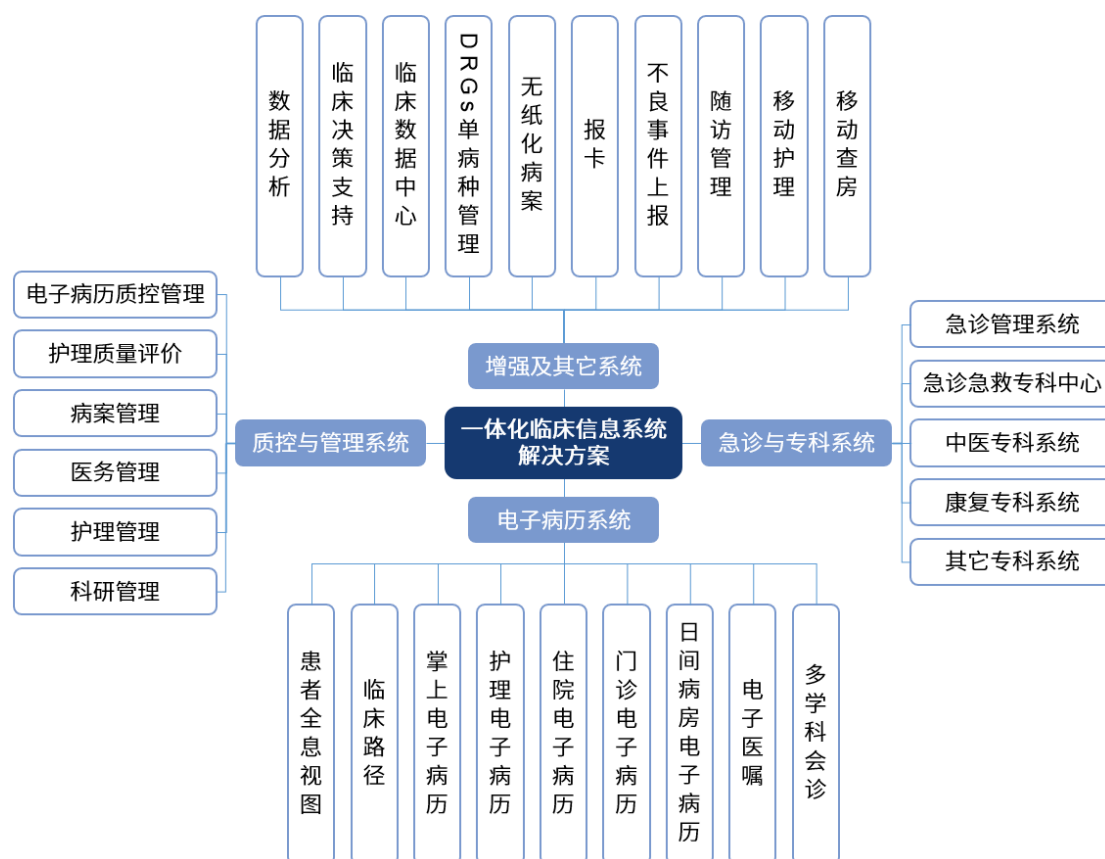 数据分析
临床决策支持
临床数据中心
DRGs单病种管理
无纸化病案
报卡
不良事件上报
随访管理
移动护理
移动查房
增强及其它系统
电子病历质控管理
护理质量评价
病案管理
医务管理
护理管理
科研管理
质控与管理系统
一体化临床信息系统
解决方案
急诊与专科系统
急诊管理系统
急诊急救专科中心
中医专科系统
康复专科系统
其它专科系统
电子病历系统
患者全息视图
临床路径
掌上电子病历
护理电子病历
住院电子病历
门诊电子病历
日间病房电子病历
电子医嘱
多学科会诊